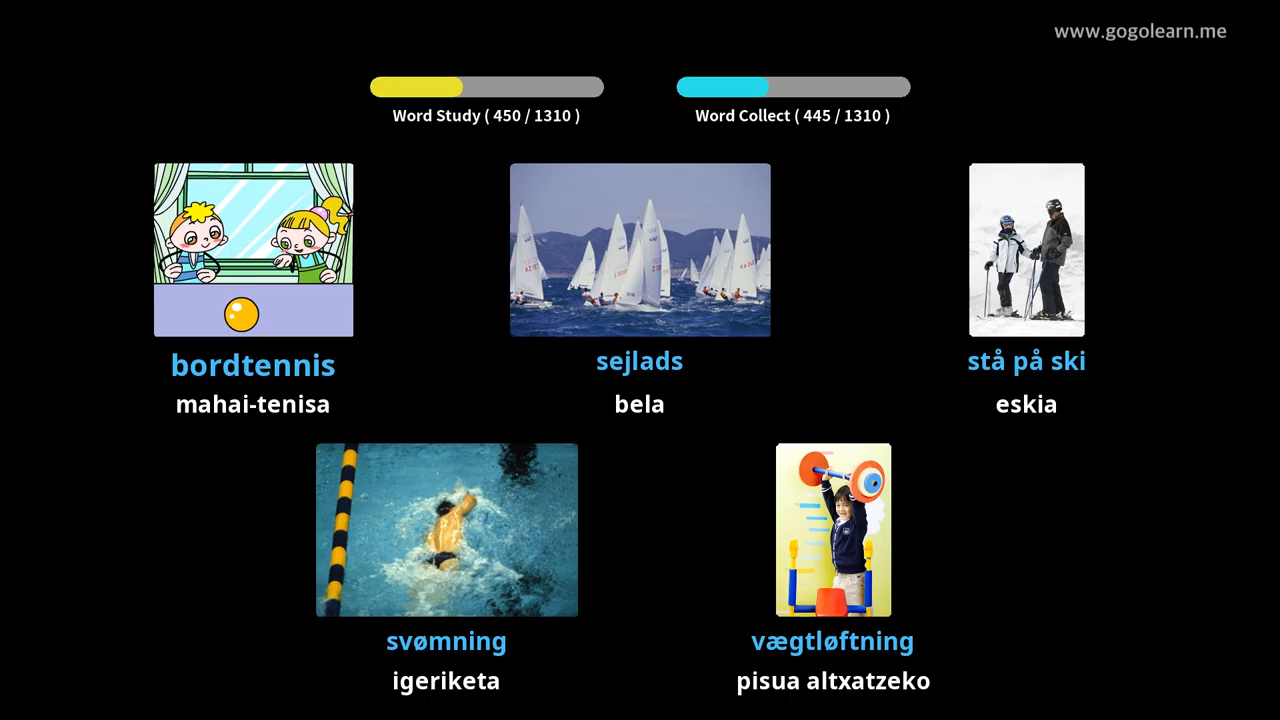 www.gogolearn.me
Word Study ( 450 / 1310 )
Word Collect ( 445 / 1310 )
bordtennis
mahai-tenisa
sejlads
bela
stå på ski
eskia
svømning
igeriketa
vægtløftning
pisua altxatzeko